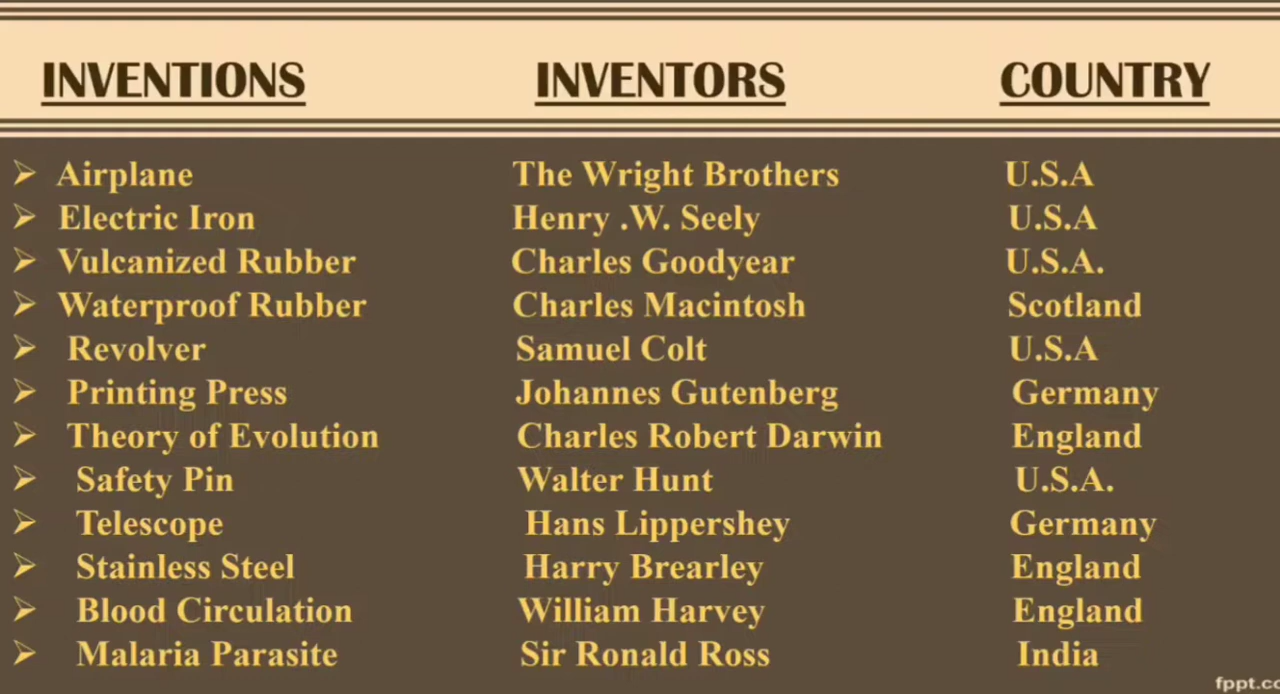 INVENTIONS INVENTORS COUNTRY
➢ Airplane The Wright Brothers U.S.A
➢ Electric Iron Henry .W. Seely U.S.A
➢ Vulcanized Rubber Charles Goodyear U.S.A.
➢ Waterproof Rubber Charles Macintosh Scotland
➢ Revolver Samuel Colt U.S.A
➢ Printing Press Johannes Gutenberg Germany
➢ Theory of Evolution Charles Robert Darwin England
➢ Safety Pin Walter Hunt U.S.A.
➢ Telescope Hans Lippershey Germany
➢ Stainless Steel Harry Brearley England
➢ Blood Circulation William Harvey England
➢ Malaria Parasite Sir Ronald Ross India
fppt.co